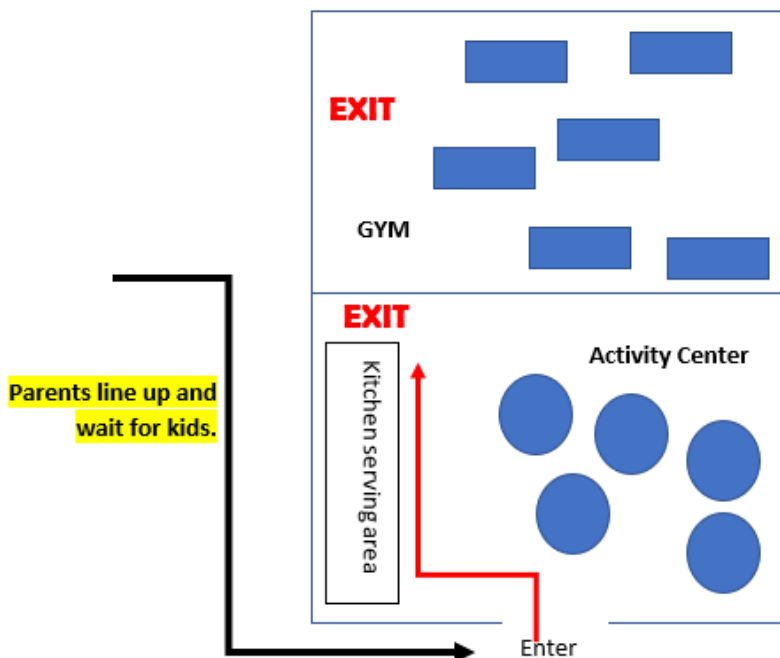 EXIT
GYM
EXIT
Activity Center
Kitchen serving area
Parents line up and
wait for kids.
Enter